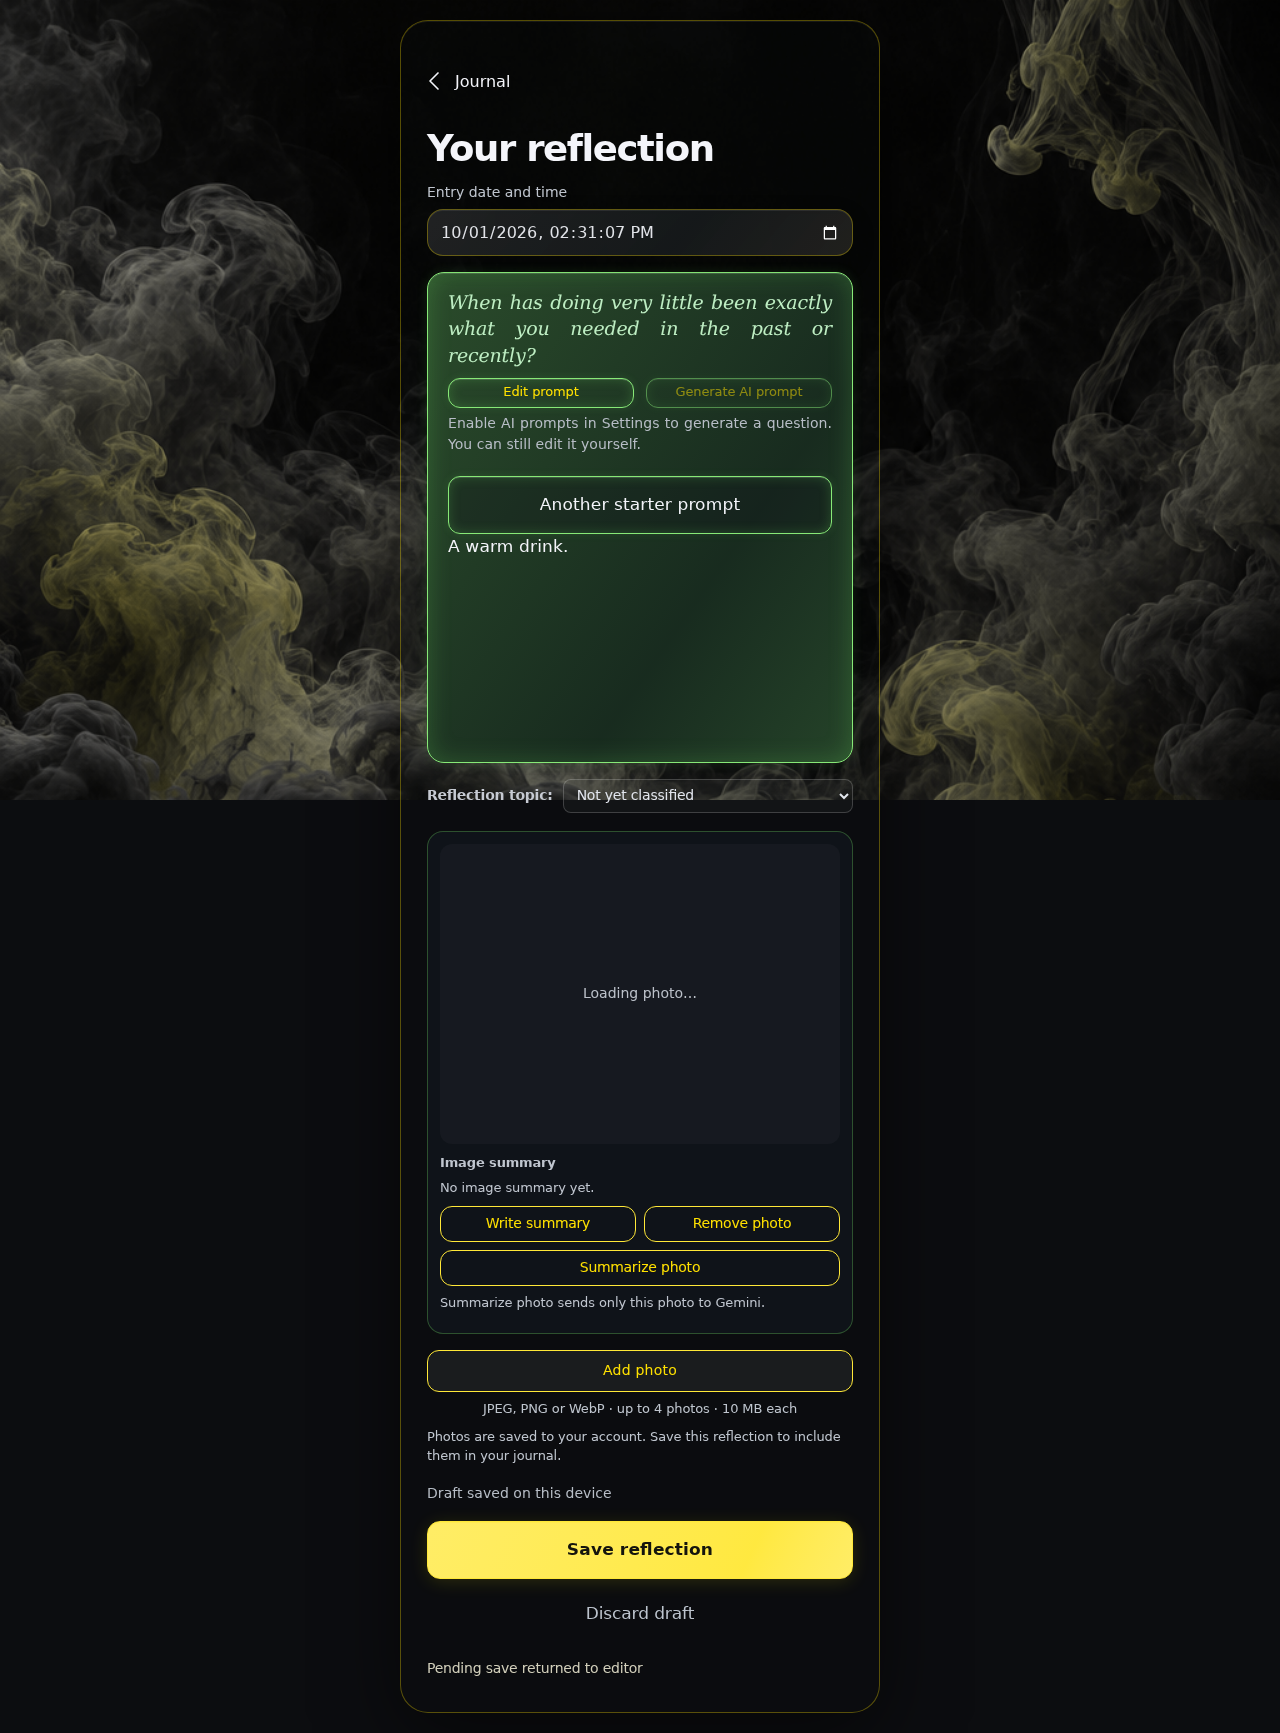 Journal
Your reflection
Entry date and time
10/01/2026, 02:31:07 PM
When has doing very little been exactly
what you needed in the past or
recently?
Edit prompt
Generate AI prompt
Enable AI prompts in Settings to generate a question.
You can still edit it yourself.
Another starter prompt
A warm drink.
Reflection topic:
Not yet classified
Loading photo…
Image summary
No image summary yet.
Write summary
Remove photo
Summarize photo
Summarize photo sends only this photo to Gemini.
Add photo
JPEG, PNG or WebP · up to 4 photos · 10 MB each
Photos are saved to your account. Save this reflection to include
them in your journal.
Draft saved on this device
Save reflection
Discard draft
Pending save returned to editor